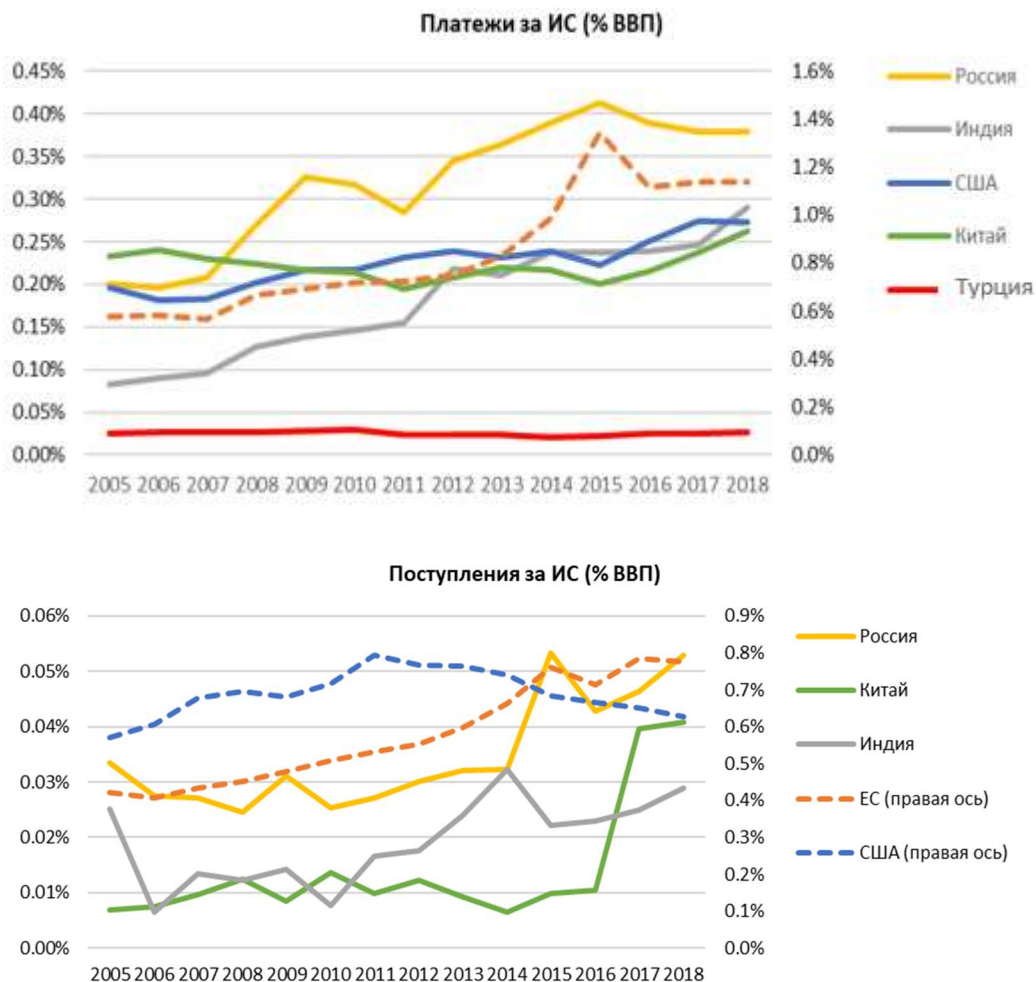 Платежи за ИС (% ВВП)
0.45%
0.40%
0.35%
0.30%
0.25%
0.20%
0.15%
0.10%
0.05%
0.00%
1.6%
1.4%
1.2%
1.0%
0.8%
0.6%
0.4%
0.2%
0.0%
Россия
Индия
США
Китай
Турция
2005 2006 2007 2008 2009 2010 2011 2012 2013 2014 2015 2016 2017 2018
Поступления за ИС (% ВВП)
0.06%
0.05%
0.04%
0.03%
0.02%
0.01%
0.00%
0.9%
0.8%
0.7%
0.6%
0.5%
0.4%
0.3%
0.2%
0.1%
0.0%
Россия
Китай
Индия
ЕС (правая ось)
США (правая ось)
2005 2006 2007 2008 2009 2010 2011 2012 2013 2014 2015 2016 2017 2018